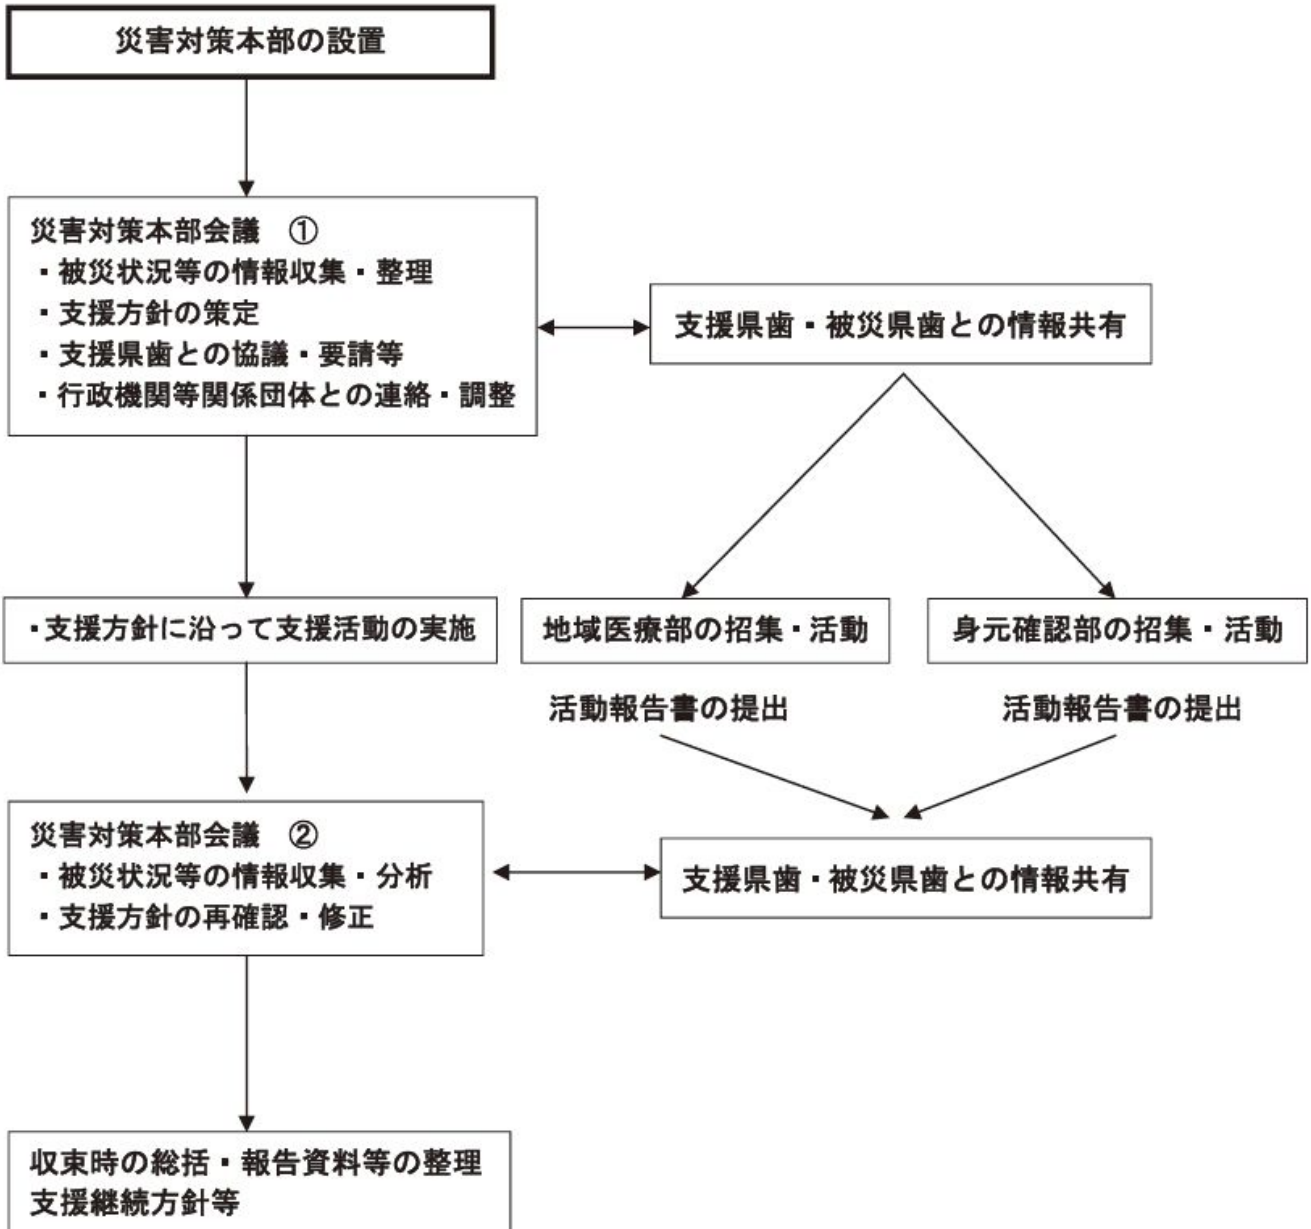 災害対策本部の設置
災害対策本部会議 ①
・被災状況等の情報収集・整理
・支援方針の策定
・支援県歯との協議・要請等
・行政機関等関係団体との連絡・調整
支援県歯・被災県歯との情報共有
・支援方針に沿って支援活動の実施
地域医療部の招集・活動
身元確認部の招集・活動
活動報告書の提出
活動報告書の提出
災害対策本部会議 ②
・被災状況等の情報収集・分析
・支援方針の再確認・修正
支援県歯・被災県歯との情報共有
収束時の総括・報告資料等の整理
支援継続方針等